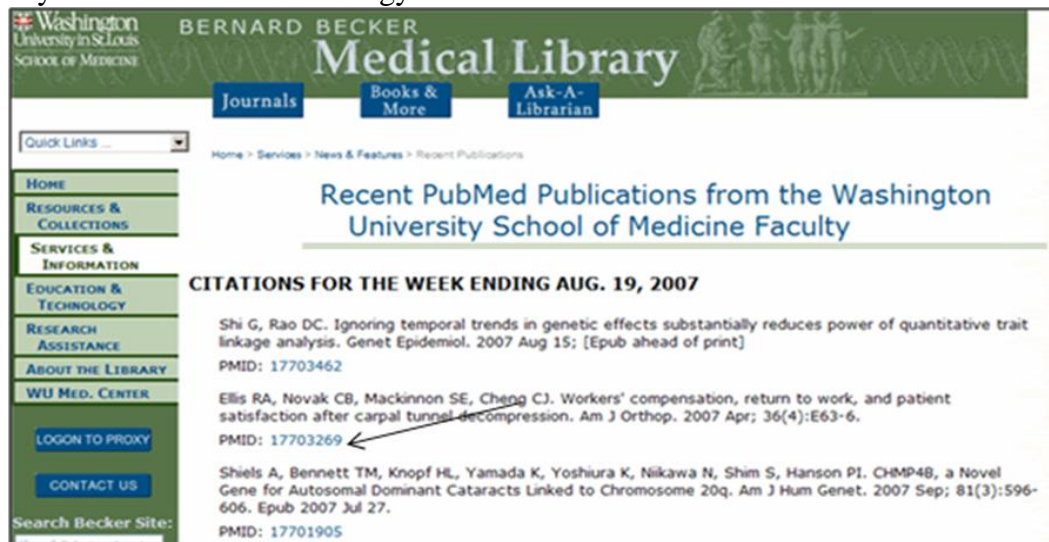 Washington
University in St. Louis
SCHOOL OF MEDICINE
BERNARD BECKER
Medical Library
Journals
Books &
More
Ask-A-
Librarian
Quick Links ...
Home > Services > News & Features > Recent Publications
HOME
RESOURCES &
COLLECTIONS
SERVICES &
INFORMATION
EDUCATION &
TECHNOLOGY
RESEARCH
ASSISTANCE
ABOUT THE LIBRARY
WU MED. CENTER
LOGON TO PROXY
CONTACT US
Search Becker Site:
Recent PubMed Publications from the Washington
University School of Medicine Faculty
CITATIONS FOR THE WEEK ENDING AUG. 19, 2007
Shi G, Rao DC. Ignoring temporal trends in genetic effects substantially reduces power of quantitative trait
linkage analysis. Genet Epidemiol. 2007 Aug 15; [Epub ahead of print]
PMID: 17703462
Ellis RA, Novak CB, Mackinnon SE, Cheng CJ. Workers' compensation, return to work, and patient
satisfaction after carpal tunnel decompression. Am J Orthop. 2007 Apr; 36(4):E63-6.
PMID: 17703269
Shiels A, Bennett TM, Knopf HL, Yamada K, Yoshiura K, Niikawa N, Shim S, Hanson PI. CHMP4B, a Novel
Gene for Autosomal Dominant Cataracts Linked to Chromosome 20q. Am J Hum Genet. 2007 Sep; 81(3):596-
606. Epub 2007 Jul 27.
PMID: 17701905